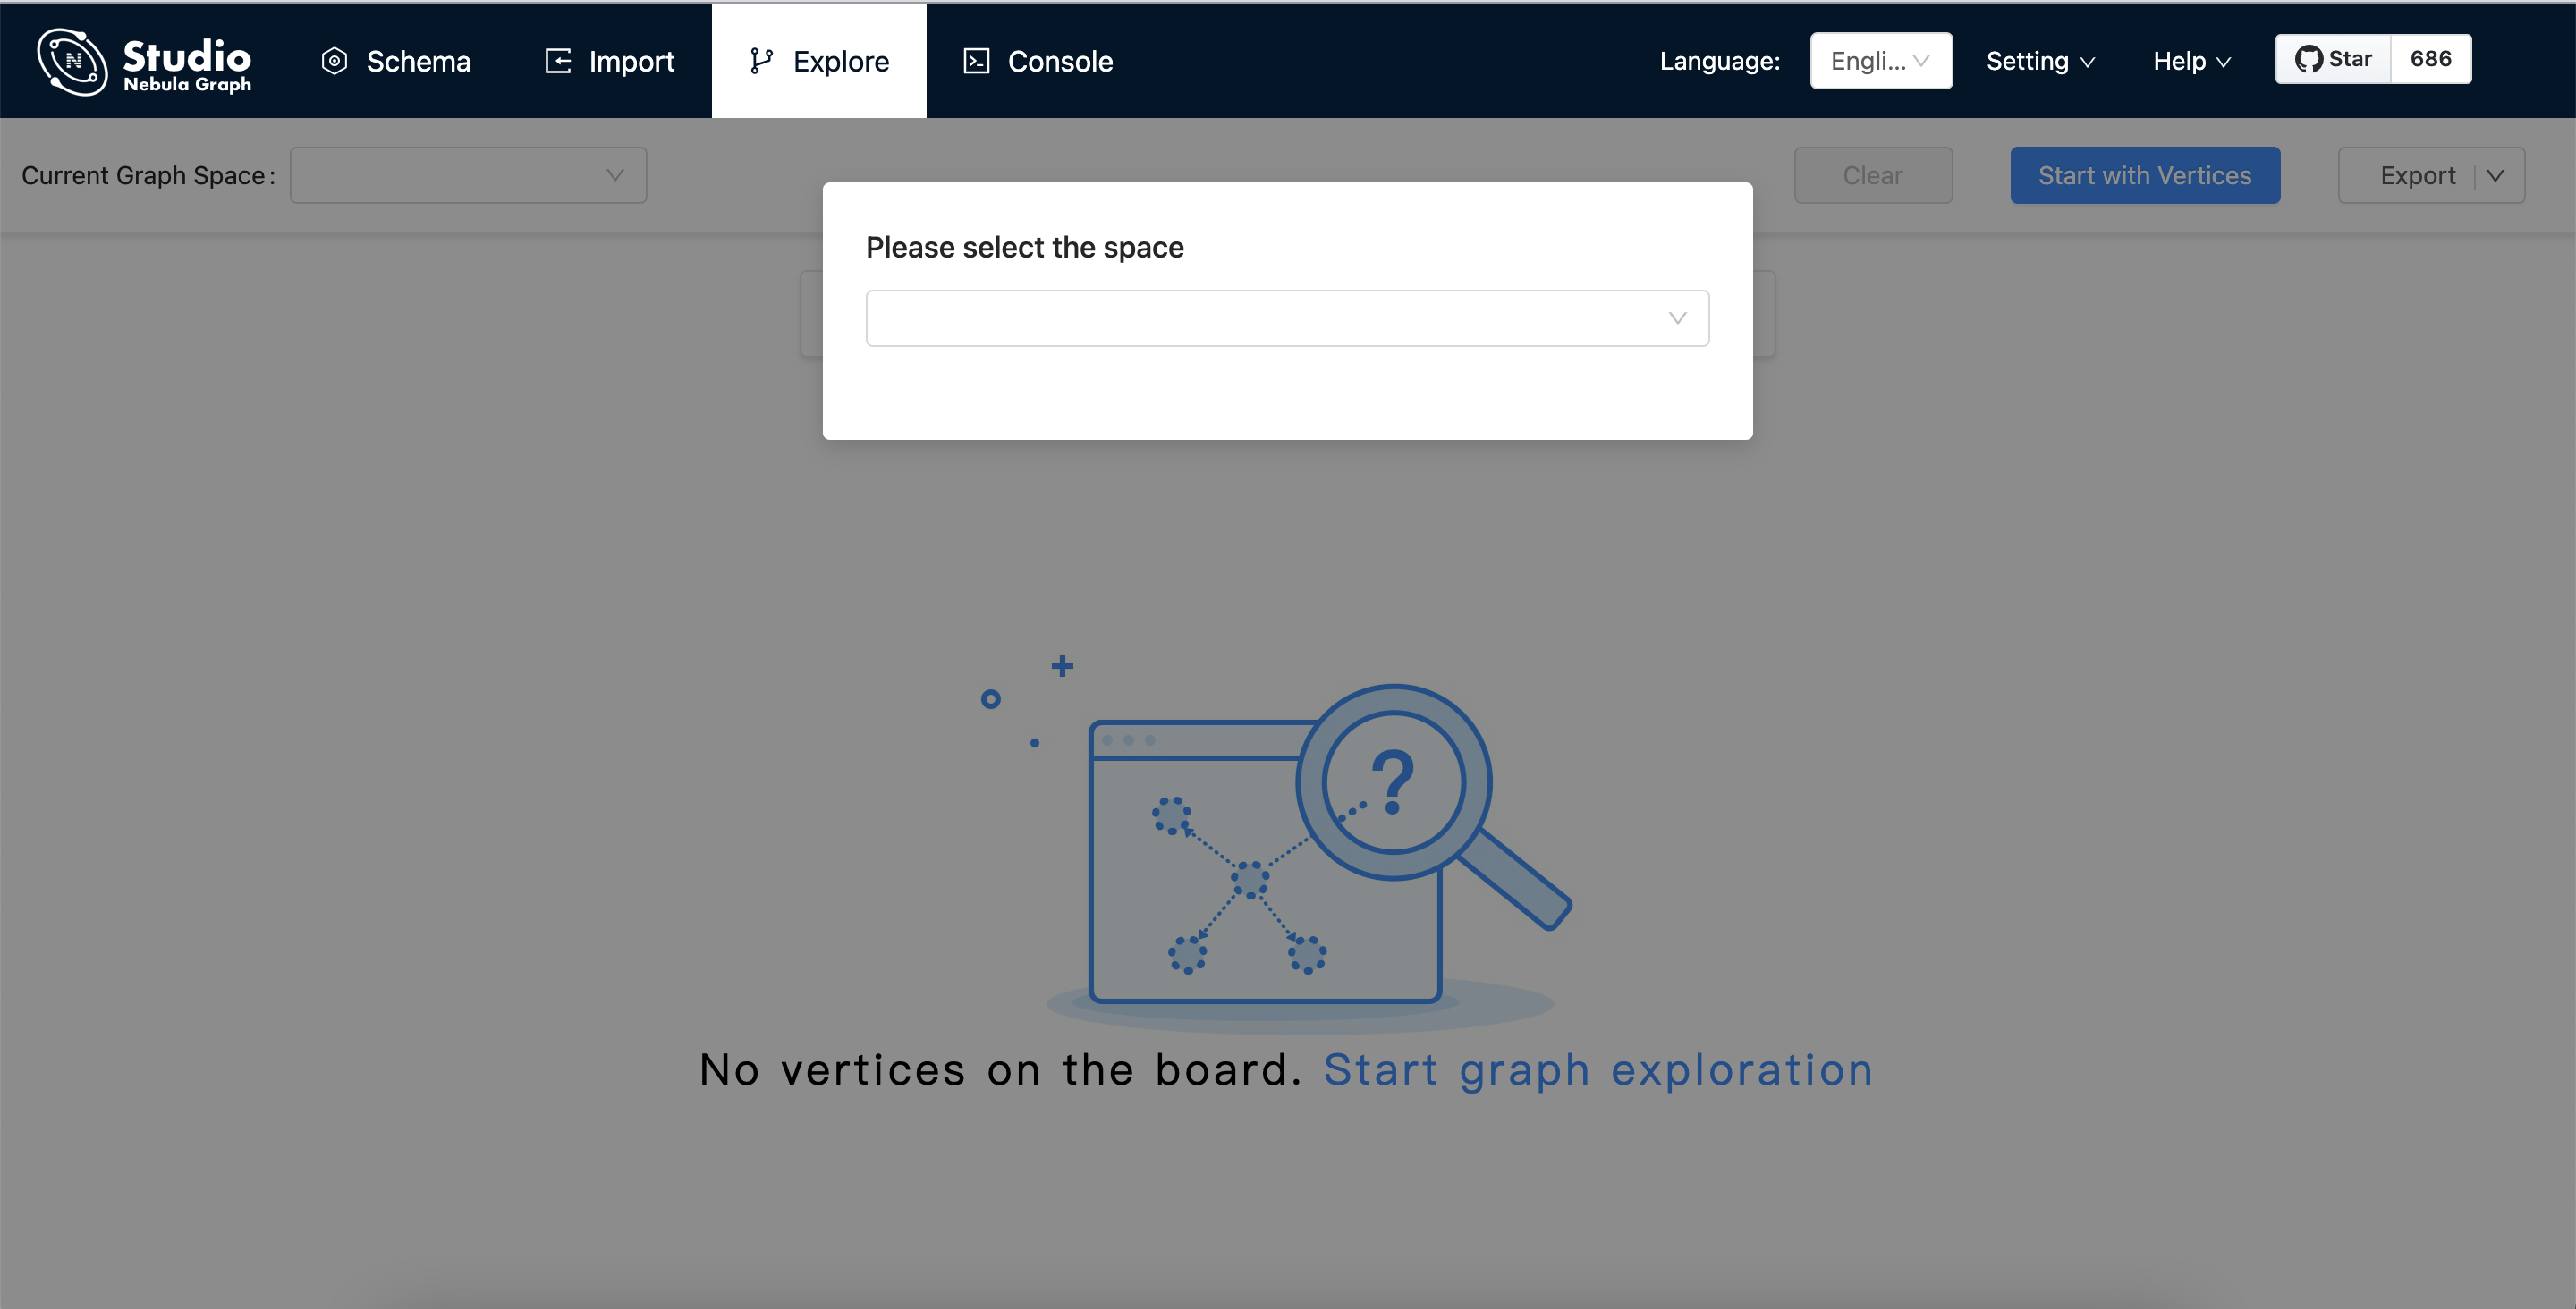 Studio
Nebula Graph
Schema
Import
Explore
Console
Language:
Engli...
Setting
Help
Star
686
Current Graph Space:
Clear
Start with Vertices
Export
Please select the space
?
No vertices on the board. Start graph exploration